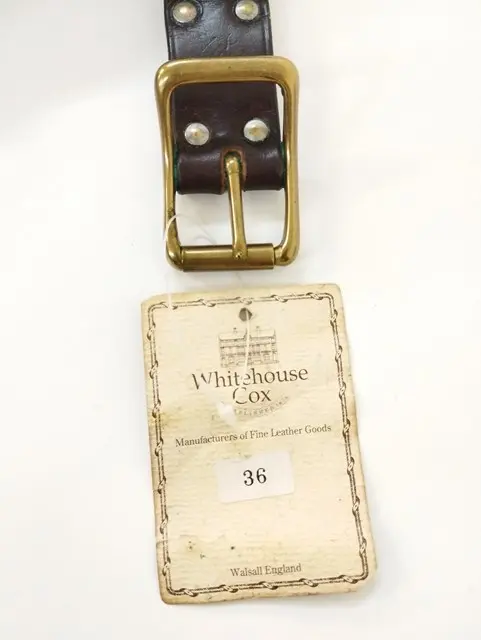 Whitehouse
Cox
Manufacturers of Fine Leather Goods
36
Walsall England